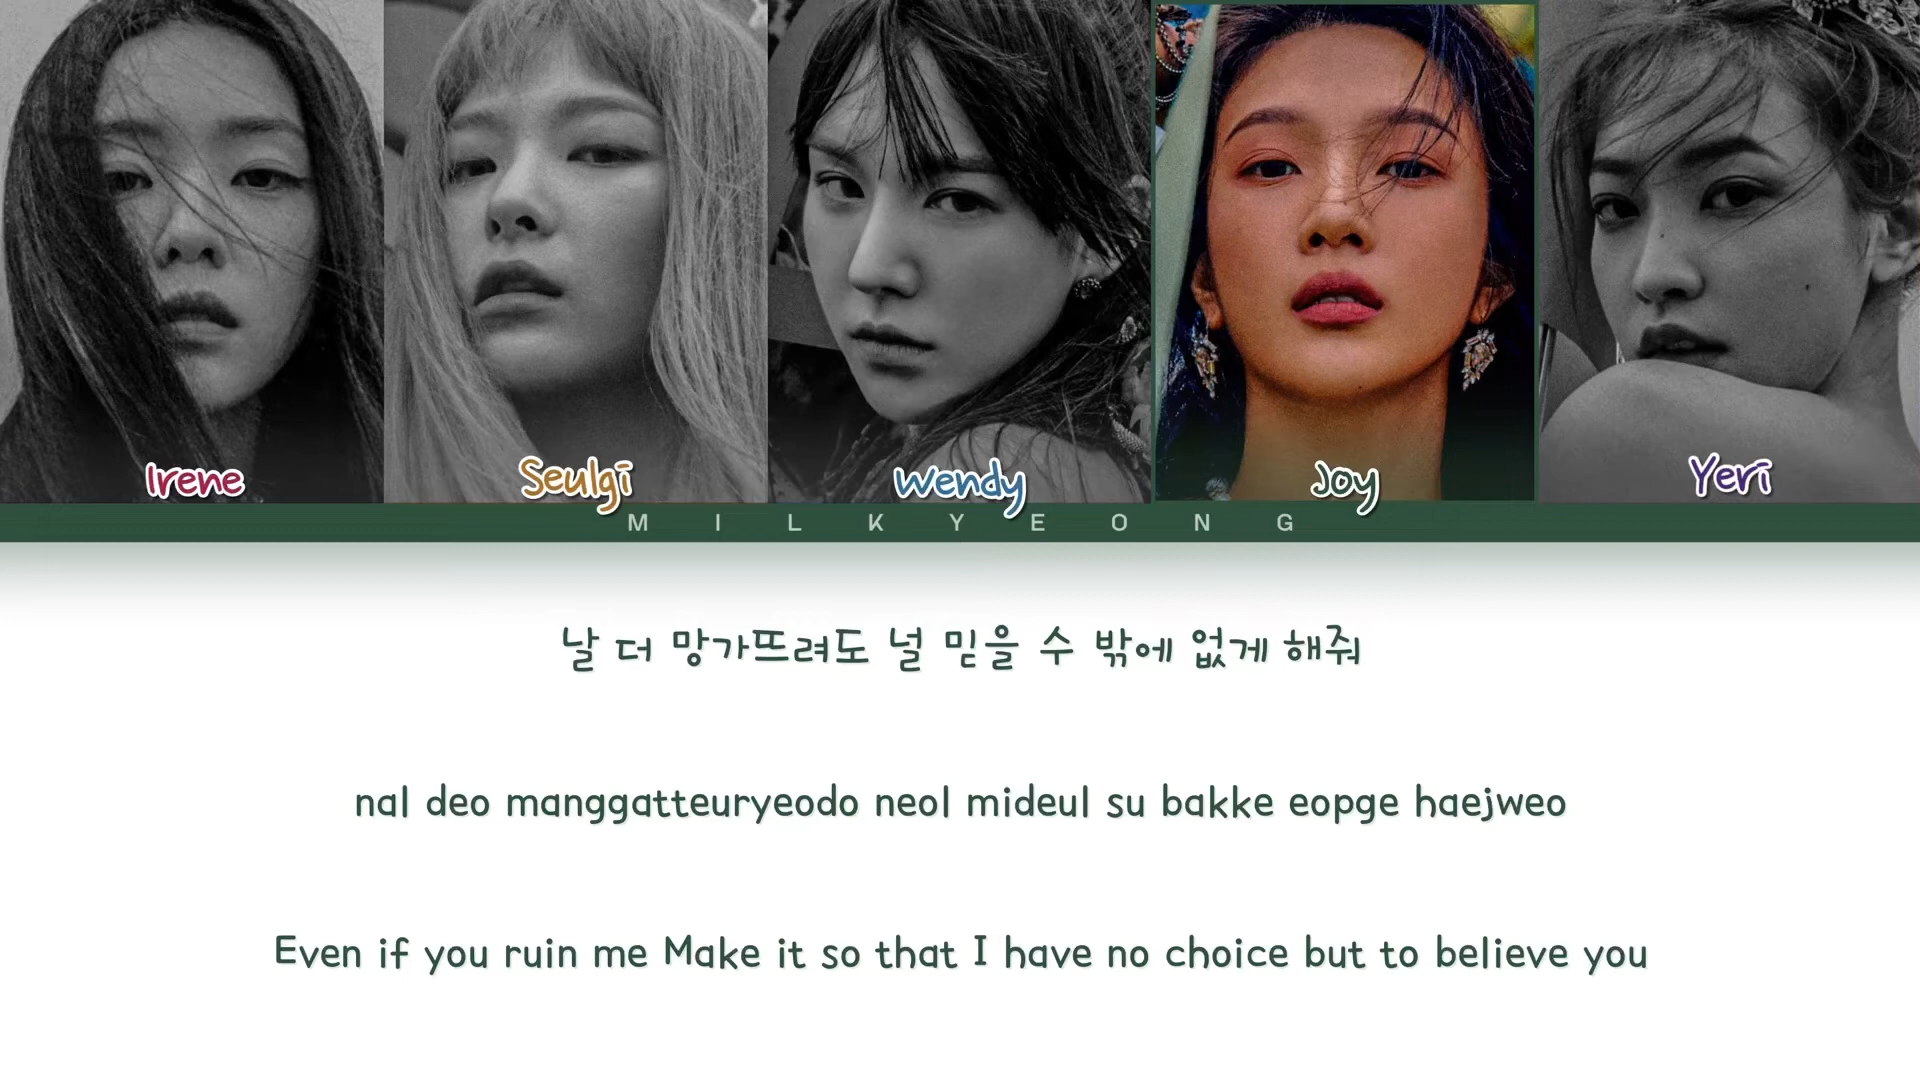 Irene Seulgi Wendy Joy Yeri
MILKYEONG
날 더 망가뜨려도 널 믿을 수 밖에 없게 해줘
nal deo manggatteuryeodo neol mideul su bakke eopge haejweo
Even if you ruin me Make it so that I have no choice but to believe you